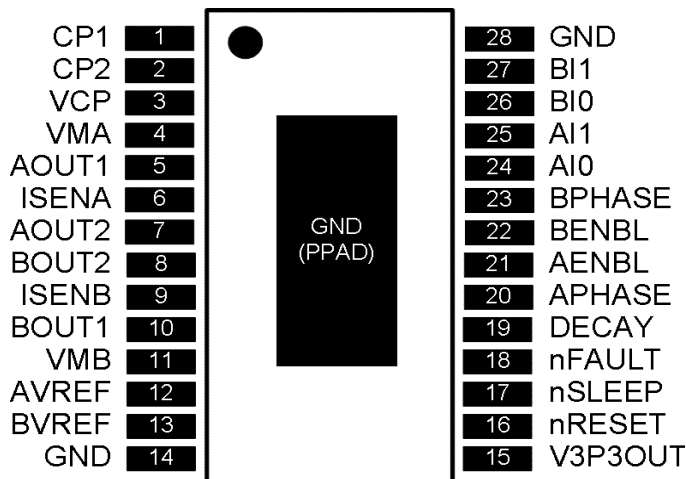 CP1 1 28 GND
CP2 2 27 BI1
VCP 3 26 BI0
VMA 4 25 AI1
AOUT1 5 24 AI0
ISENA 6 23 BPHASE
AOUT2 7 22 BENBL
BOUT2 8 21 AENBL
ISENB 9 20 APHASE
BOUT1 10 19 DECAY
VMB 11 18 nFAULT
AVREF 12 17 nSLEEP
BVREF 13 16 nRESET
GND 14 15 V3P3OUT
GND
(PPAD)